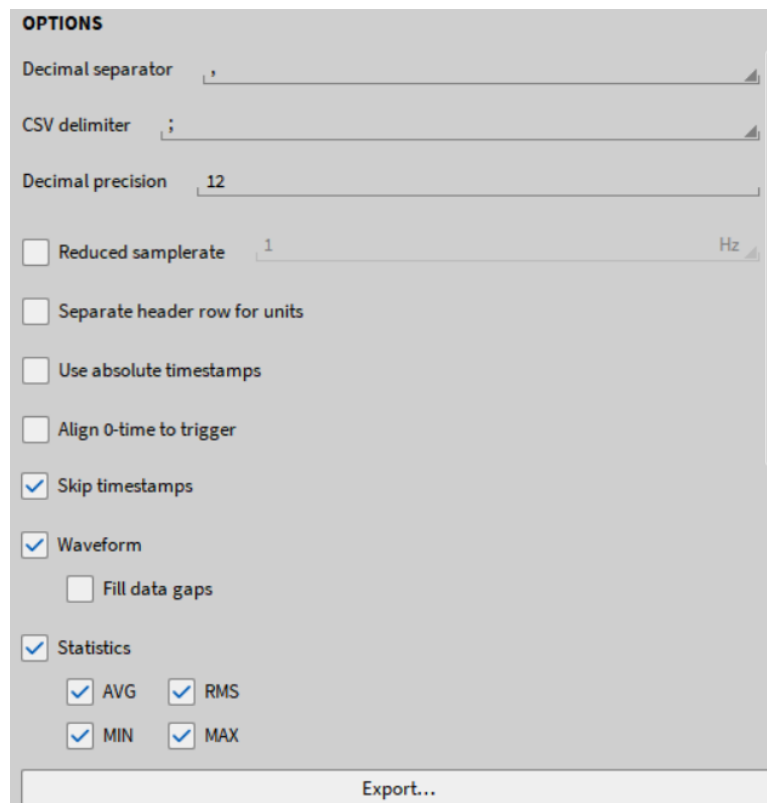 OPTIONS
Decimal separator ,
CSV delimiter ;
Decimal precision 12
Reduced samplerate 1 Hz
Separate header row for units
Use absolute timestamps
Align 0-time to trigger
Skip timestamps
Waveform
Fill data gaps
Statistics
AVG RMS
MIN MAX
Export...